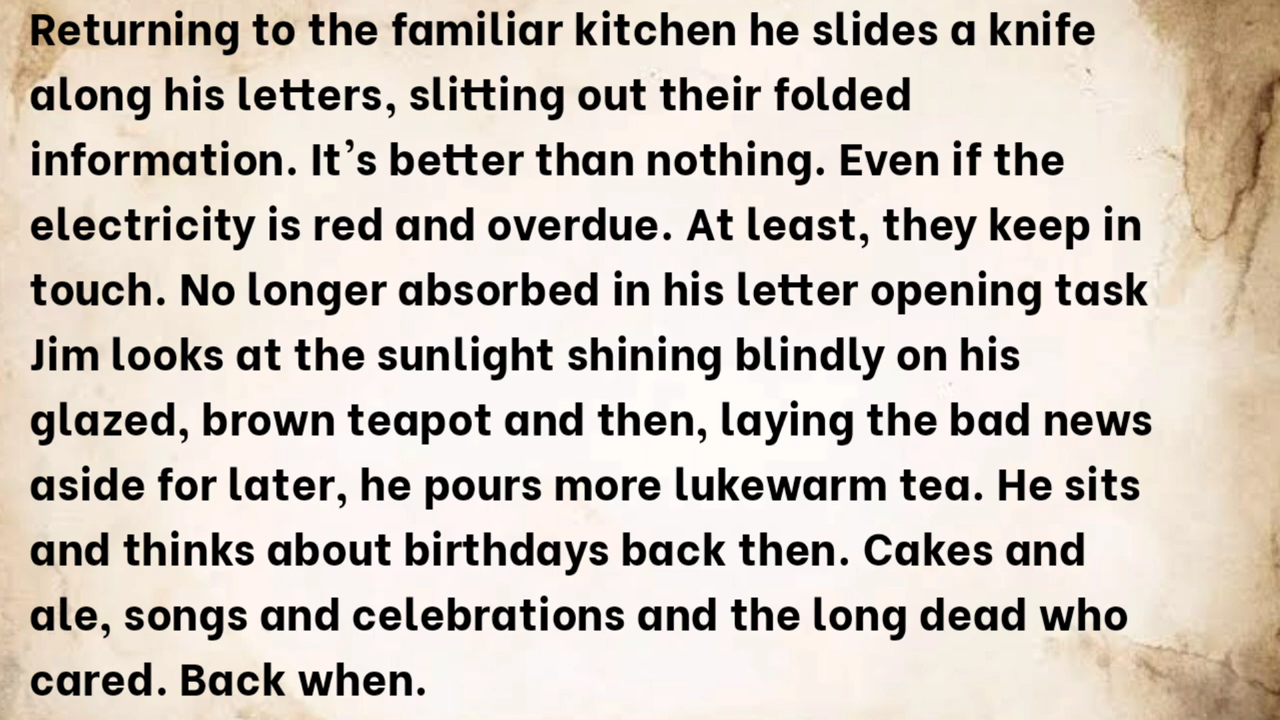 Returning to the familiar kitchen he slides a knife
along his letters, slitting out their folded
information. It’s better than nothing. Even if the
electricity is red and overdue. At least, they keep in
touch. No longer absorbed in his letter opening task
Jim looks at the sunlight shining blindly on his
glazed, brown teapot and then, laying the bad news
aside for later, he pours more lukewarm tea. He sits
and thinks about birthdays back then. Cakes and
ale, songs and celebrations and the long dead who
cared. Back when.